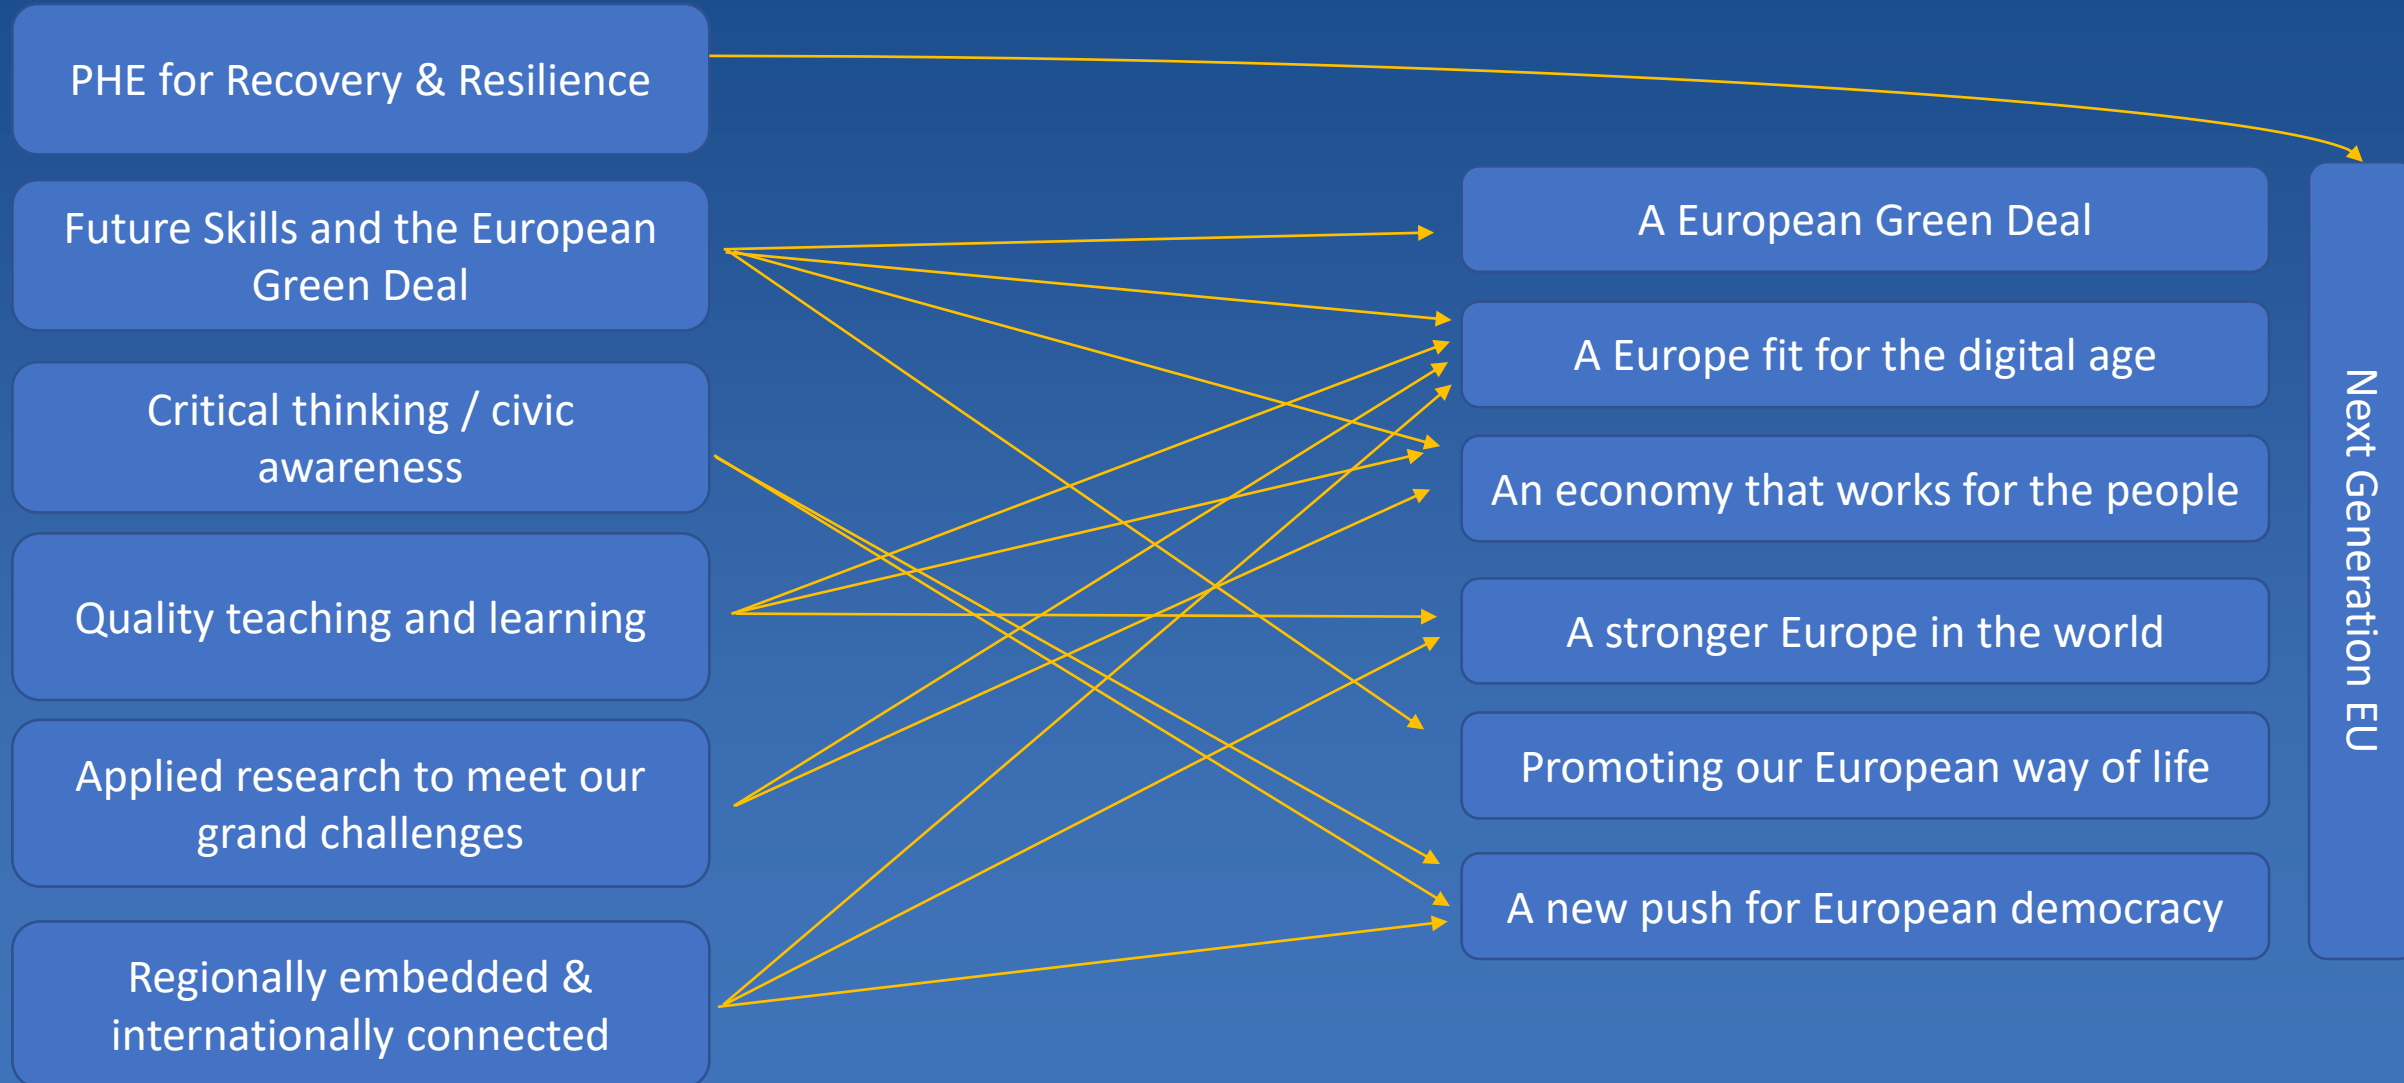 PHE for Recovery & Resilience
Future Skills and the European
Green Deal
Critical thinking / civic
awareness
Quality teaching and learning
Applied research to meet our
grand challenges
Regionally embedded &
internationally connected
A European Green Deal
A Europe fit for the digital age
An economy that works for the people
A stronger Europe in the world
Promoting our European way of life
A new push for European democracy
Next Generation EU